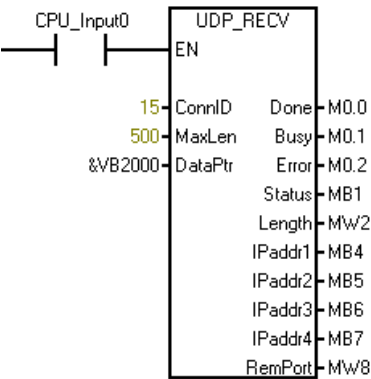 CPU_Input0 UDP_RECV
EN
15 ConnID Done M0.0
500 MaxLen Busy M0.1
&VB2000 DataPtr Error M0.2
Status MB1
Length MW2
IPaddr1 MB4
IPaddr2 MB5
IPaddr3 MB6
IPaddr4 MB7
RemPort MW8